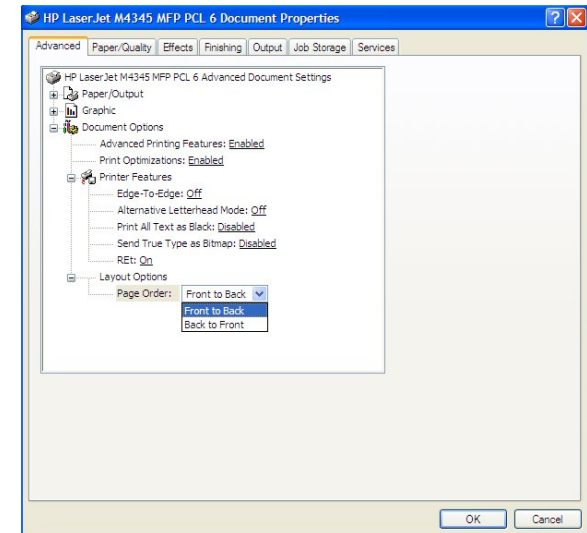 HP LaserJet M4345 MFP PCL 6 Document Properties
Advanced Paper/Quality Effects Finishing Output Job Storage Services
HP LaserJet M4345 MFP PCL 6 Advanced Document Settings
Paper/Output
Graphic
Document Options
Advanced Printing Features: Enabled
Print Optimizations: Enabled
Printer Features
Edge-To-Edge: Off
Alternative Letterhead Mode: Off
Print All Text as Black: Disabled
Send True Type as Bitmap: Disabled
REt: On
Layout Options
Page Order: Front to Back
Front to Back
Back to Front
OK Cancel